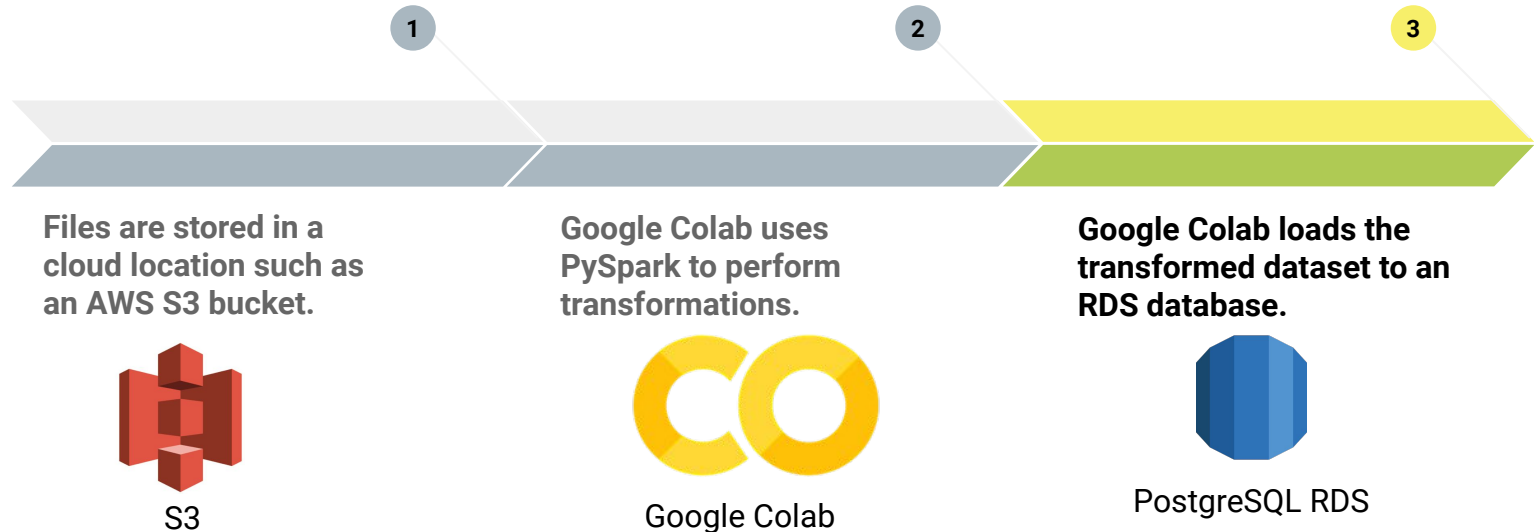 1
2
3
Files are stored in a
cloud location such as
an AWS S3 bucket.
S3
Google Colab uses
PySpark to perform
transformations.
Google Colab
Google Colab loads the
transformed dataset to an
RDS database.
PostgreSQL RDS